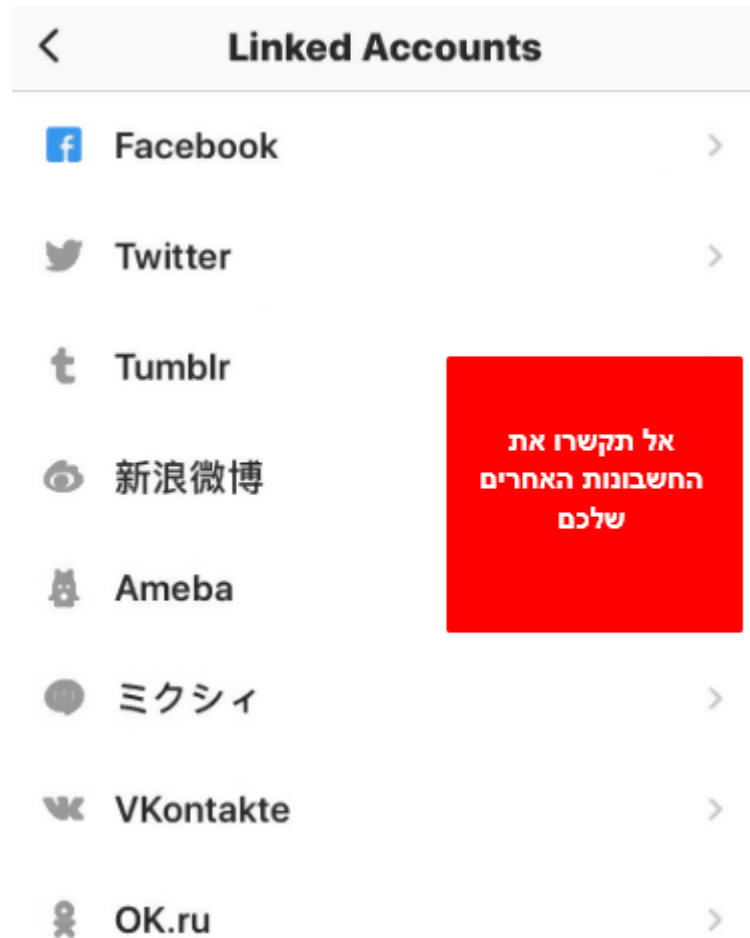 Linked Accounts
Facebook
Twitter
Tumblr
新浪微博
Ameba
ミクシィ
VKontakte
OK.ru
אל תקשרו את
החשבונות האחרים
שלכם